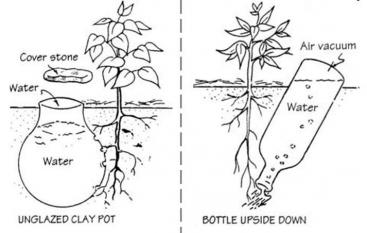 Cover stone
Water
Water
UNGLAZED CLAY POT
Air vacuum
Water
BOTTLE UPSIDE DOWN